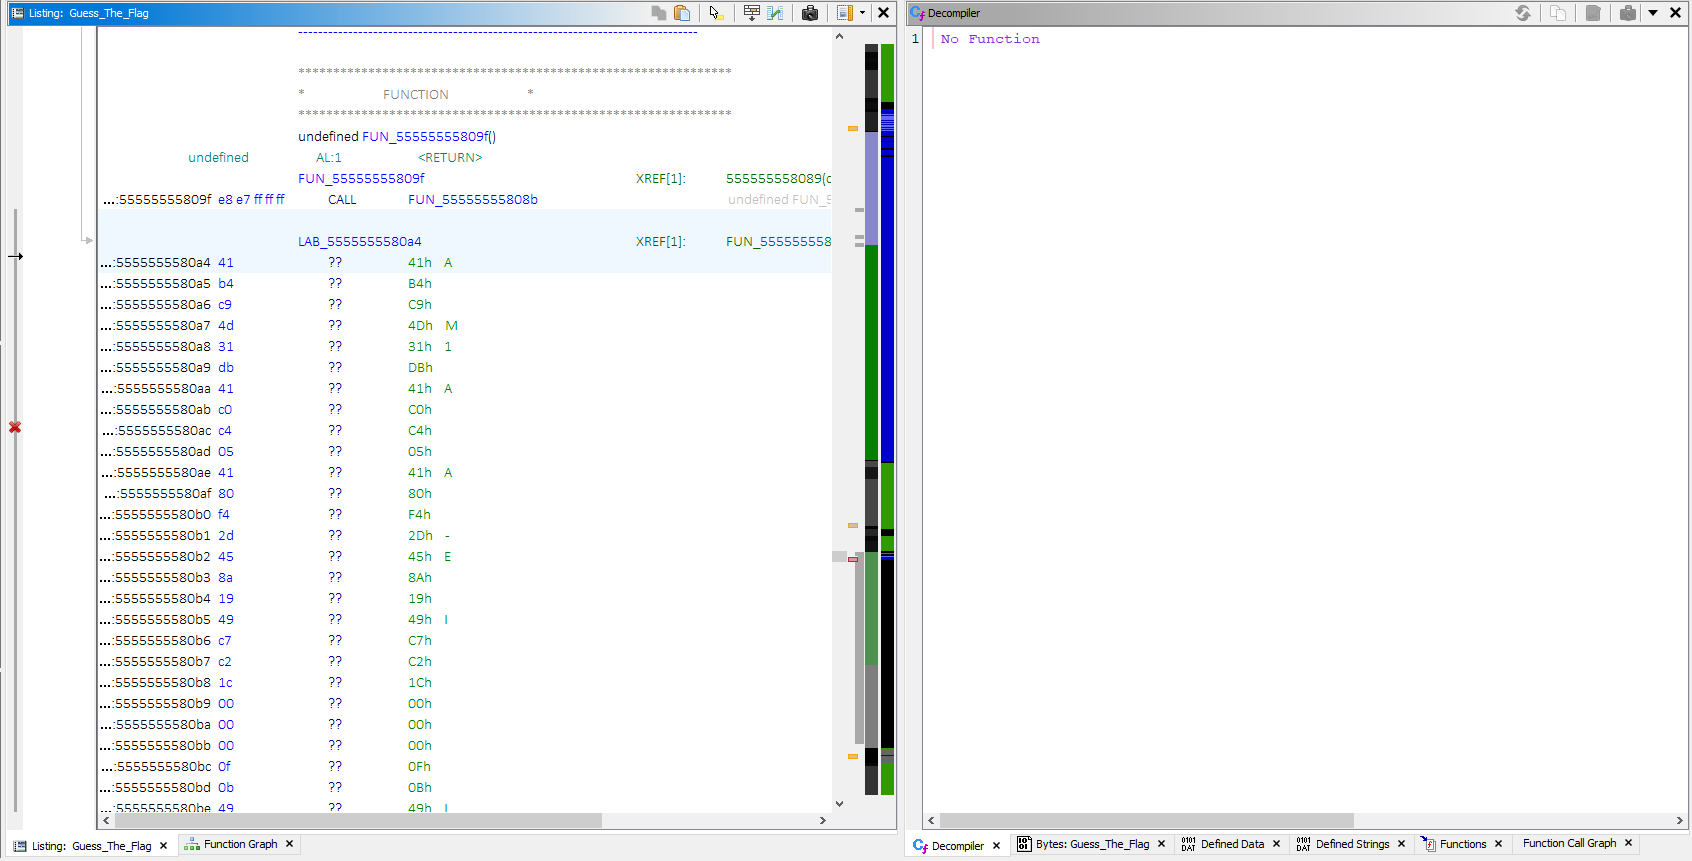 Listing: Guess_The_Flag
******************************************************************
* FUNCTION *
******************************************************************
undefined FUN_55555555809f()
undefined AL:1 <RETURN>
FUN_55555555809f XREF[1]: 555555558089(c
...:55555555809f e8 e7 ff ff ff CALL FUN_55555555808b undefined FUN_5
LAB_5555555580a4 XREF[1]: FUN_555555558
...:5555555580a4 41 ?? 41h A
...:5555555580a5 b4 ?? B4h
...:5555555580a6 c9 ?? C9h
...:5555555580a7 4d ?? 4Dh M
...:5555555580a8 31 ?? 31h 1
...:5555555580a9 db ?? DBh
...:5555555580aa 41 ?? 41h A
...:5555555580ab c0 ?? C0h
...:5555555580ac c4 ?? C4h
...:5555555580ad 05 ?? 05h
...:5555555580ae 41 ?? 41h A
...:5555555580af 80 ?? 80h
...:5555555580b0 f4 ?? F4h
...:5555555580b1 2d ?? 2Dh -
...:5555555580b2 45 ?? 45h E
...:5555555580b3 8a ?? 8Ah
...:5555555580b4 19 ?? 19h
...:5555555580b5 49 ?? 49h I
...:5555555580b6 c7 ?? C7h
...:5555555580b7 c2 ?? C2h
...:5555555580b8 1c ?? 1Ch
...:5555555580b9 00 ?? 00h
...:5555555580ba 00 ?? 00h
...:5555555580bb 00 ?? 00h
...:5555555580bc 0f ?? 0Fh
...:5555555580bd 0b ?? 0Bh
...:5555555580be 49 ?? 49h I
Listing: Guess_The_Flag Function Graph
Decompiler
1 No Function
Decompiler Bytes: Guess_The_Flag Defined Data Defined Strings Functions Function Call Graph